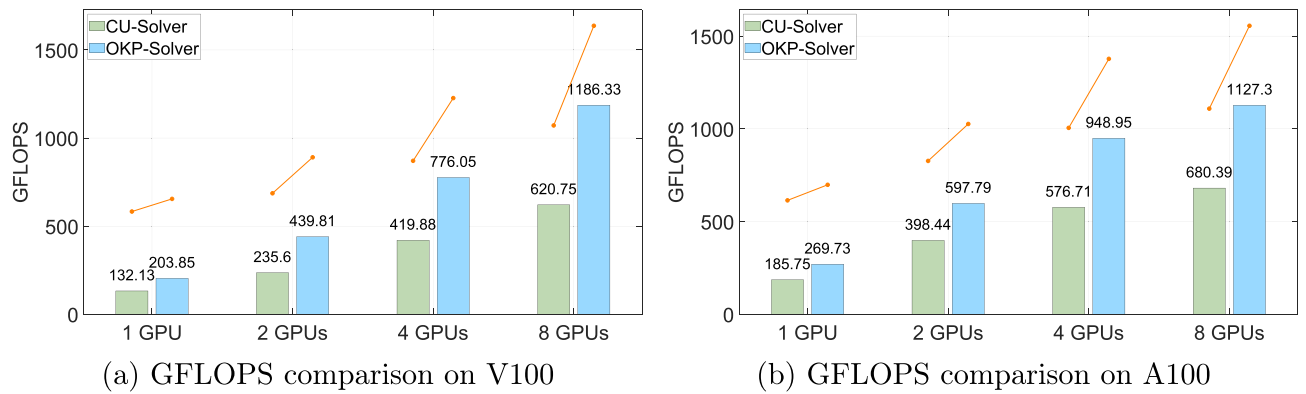 CU-Solver
OKP-Solver
GFLOPS
1500
1000
500
0
132.13
203.85
235.6
439.81
419.88
776.05
620.75
1186.33
1 GPU
2 GPUs
4 GPUs
8 GPUs
(a) GFLOPS comparison on V100
CU-Solver
OKP-Solver
GFLOPS
1500
1000
500
0
185.75
269.73
398.44
597.79
576.71
948.95
680.39
1127.3
1 GPU
2 GPUs
4 GPUs
8 GPUs
(b) GFLOPS comparison on A100